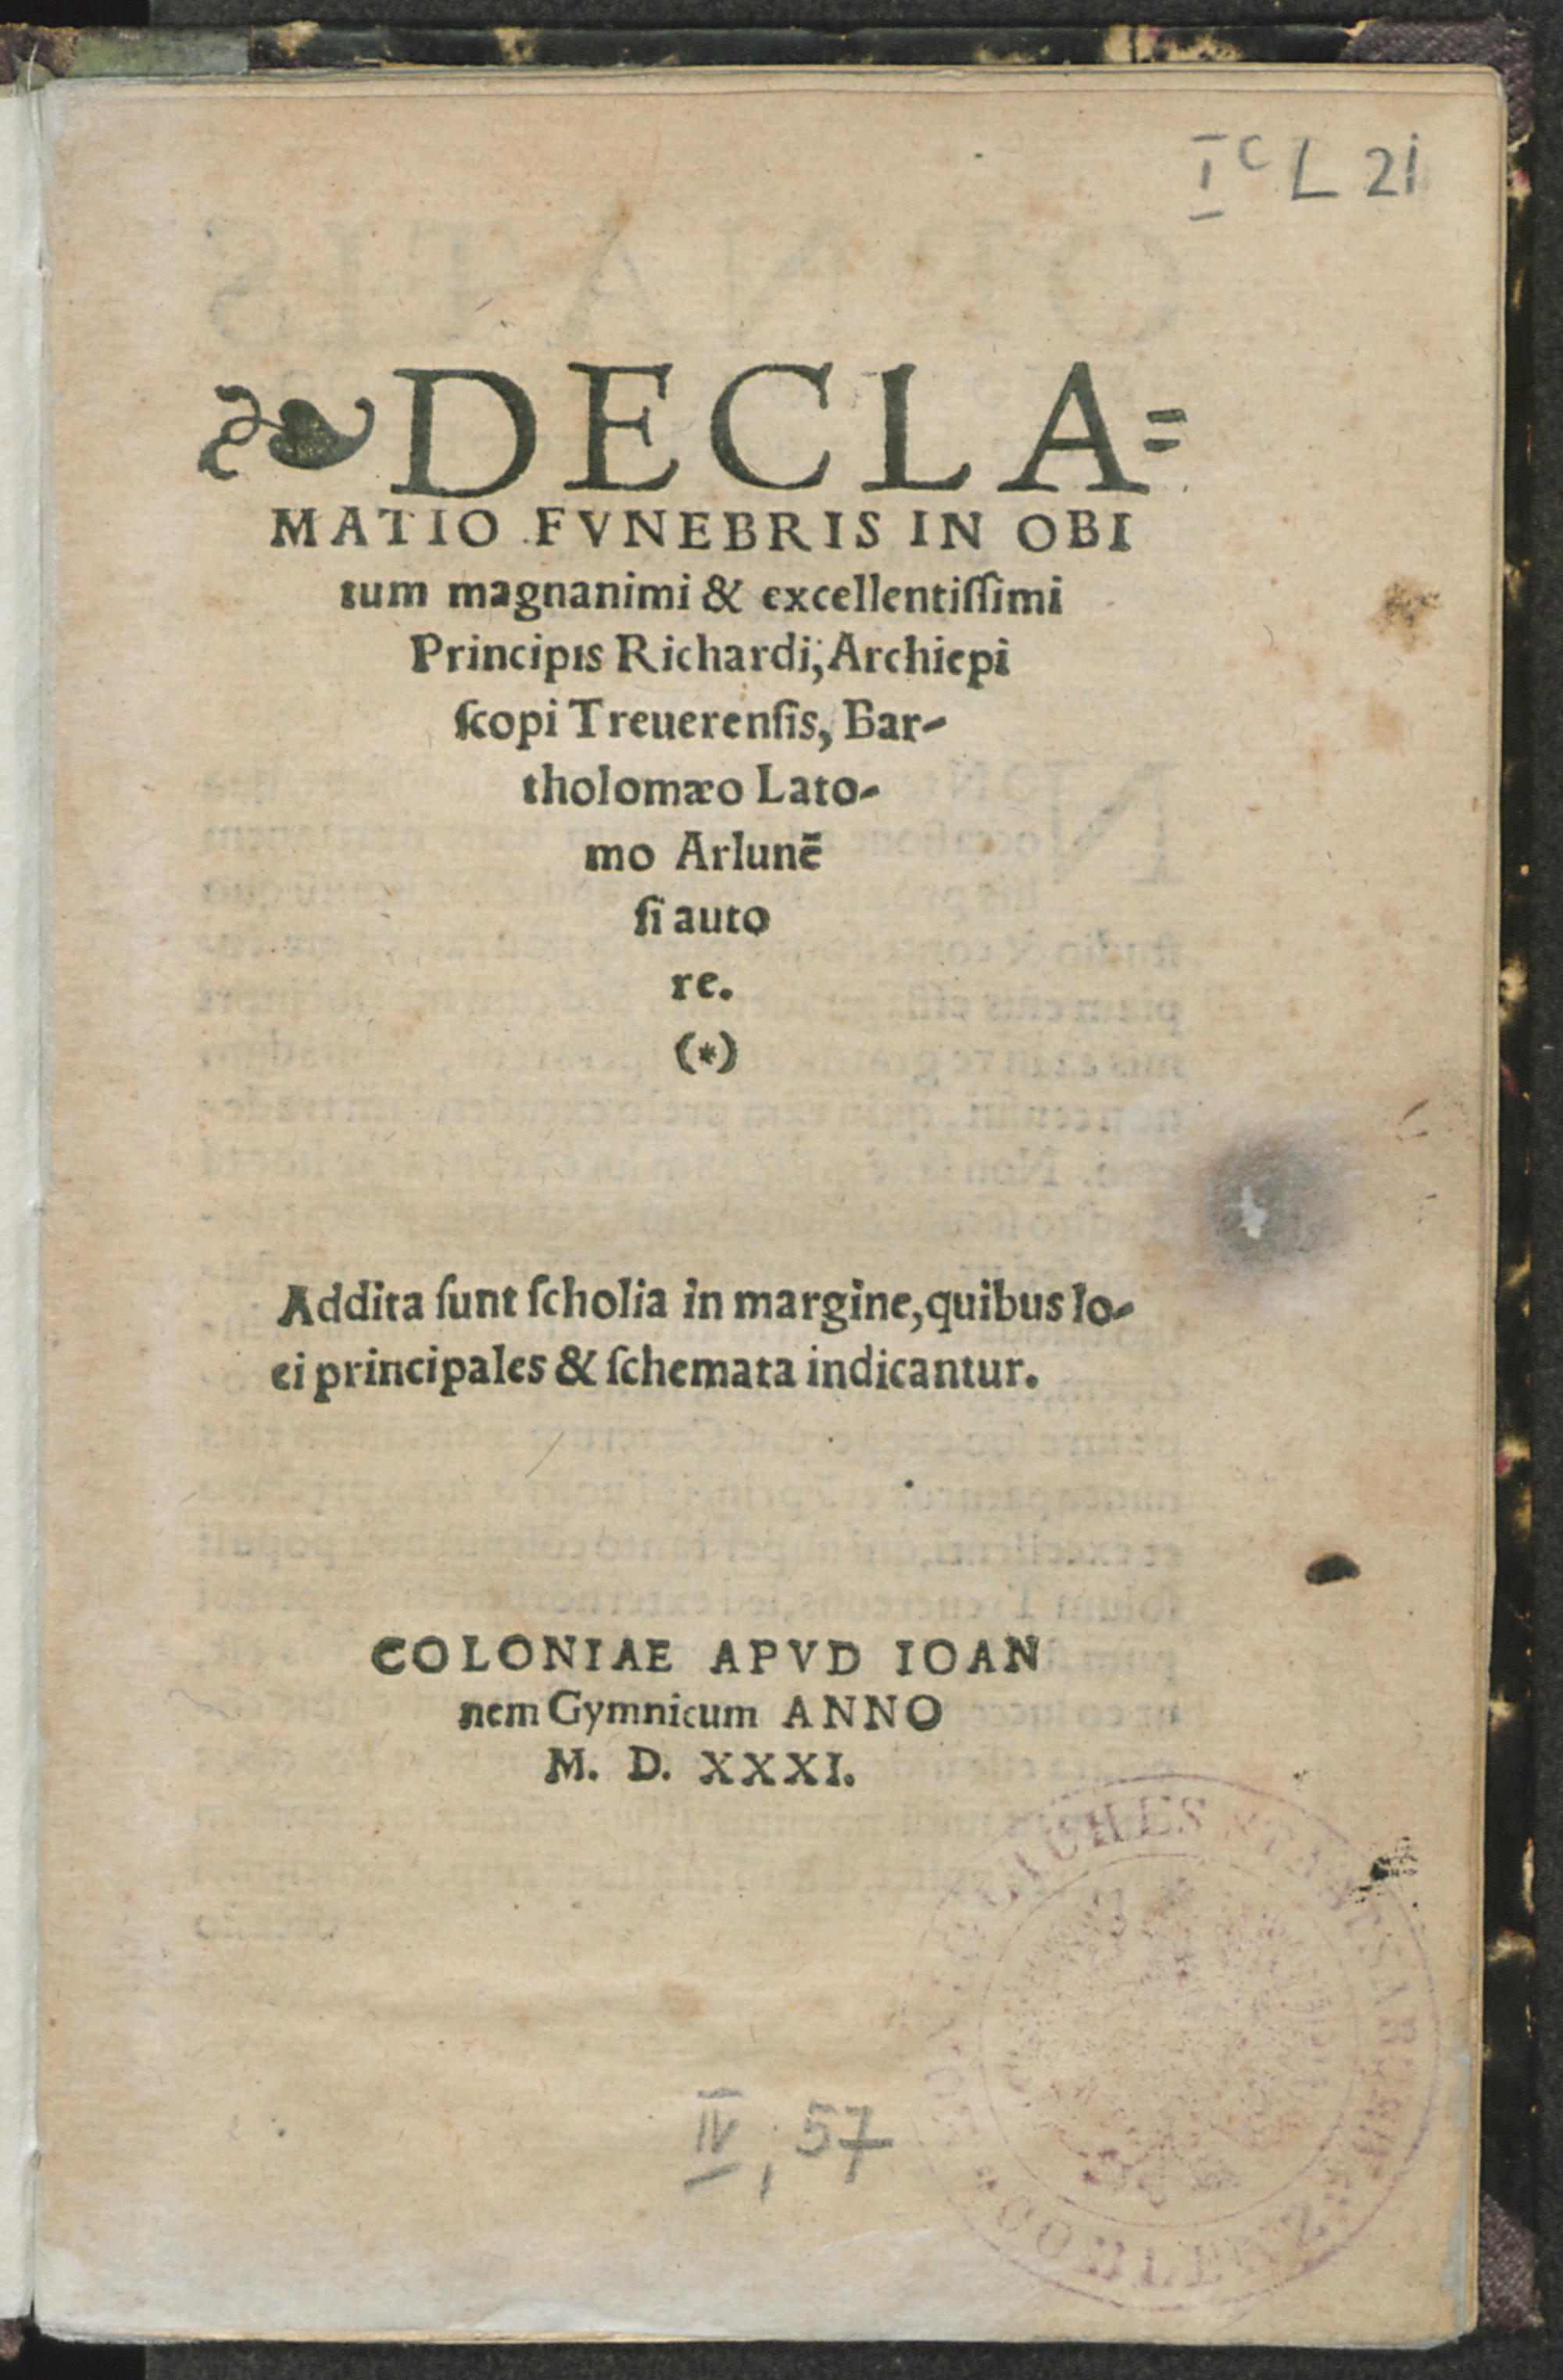 I C L 21
❧DECLA=
MATIO FVNEBRIS IN OBI
tum magnanimi & excellentiſſimi
Principis Richardi, Archiepi
ſcopi Treuerenſis, Bar-
tholomæo Lato-
mo Arlunē
ſi auto
re.
(*)
Addita ſunt ſcholia in margine, quibus lo-
ci principales & ſchemata indicantur.
COLONIAE APVD IOAN
nem Gymnicum ANNO
M. D. XXXI.
IV, 57
STAATSARCHIV
COBLENZ